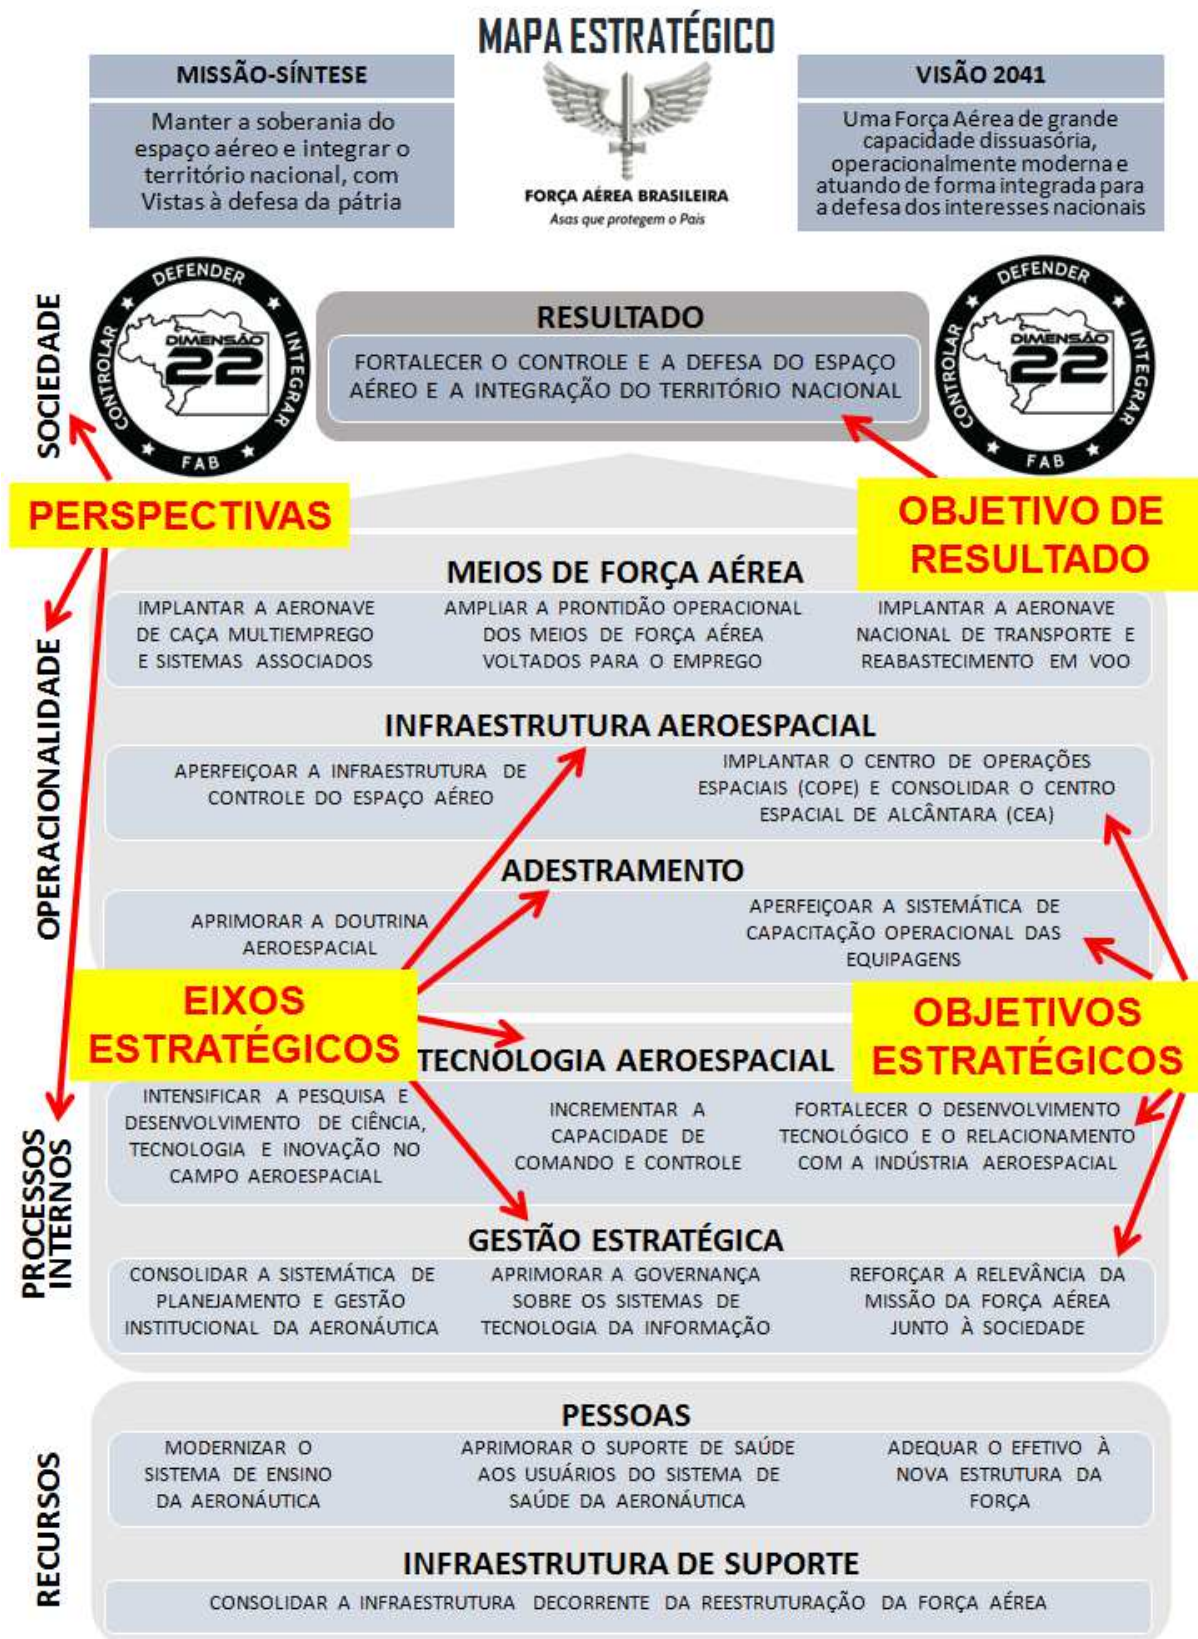 MAPA ESTRATÉGICO
MISSÃO-SÍNTESE
Manter a soberania do
espaço aéreo e integrar o
território nacional, com
Vistas à defesa da pátria
FORÇA AÉREA BRASILEIRA
Asas que protegem o País
VISÃO 2041
Uma Força Aérea de grande
capacidade dissuasória,
operacionalmente moderna e
atuando de forma integrada para
a defesa dos interesses nacionais
SOCIEDADE
CONTROLAR ★ DEFENDER ★ INTEGRAR ★ FAB ★
DIMENSÃO
22
RESULTADO
FORTALECER O CONTROLE E A DEFESA DO ESPAÇO
AÉREO E A INTEGRAÇÃO DO TERRITÓRIO NACIONAL
CONTROLAR ★ DEFENDER ★ INTEGRAR ★ FAB ★
DIMENSÃO
22
PERSPECTIVAS
OBJETIVO DE
RESULTADO
OPERACIONALIDADE
MEIOS DE FORÇA AÉREA
IMPLANTAR A AERONAVE
DE CAÇA MULTIEMPREGO
E SISTEMAS ASSOCIADOS
AMPLIAR A PRONTIDÃO OPERACIONAL
DOS MEIOS DE FORÇA AÉREA
VOLTADOS PARA O EMPREGO
IMPLANTAR A AERONAVE
NACIONAL DE TRANSPORTE E
REABASTECIMENTO EM VOO
INFRAESTRUTURA AEROESPACIAL
APERFEIÇOAR A INFRAESTRUTURA DE
CONTROLE DO ESPAÇO AÉREO
IMPLANTAR O CENTRO DE OPERAÇÕES
ESPACIAIS (COPE) E CONSOLIDAR O CENTRO
ESPACIAL DE ALCÂNTARA (CEA)
ADESTRAMENTO
APRIMORAR A DOUTRINA
AEROESPACIAL
APERFEIÇOAR A SISTEMÁTICA DE
CAPACITAÇÃO OPERACIONAL DAS
EQUIPAGENS
EIXOS
ESTRATÉGICOS
OBJETIVOS
ESTRATÉGICOS
PROCESSOS
INTERNOS
TECNOLOGIA AEROESPACIAL
INTENSIFICAR A PESQUISA E
DESENVOLVIMENTO DE CIÊNCIA,
TECNOLOGIA E INOVAÇÃO NO
CAMPO AEROESPACIAL
INCREMENTAR A
CAPACIDADE DE
COMANDO E CONTROLE
FORTALECER O DESENVOLVIMENTO
TECNOLÓGICO E O RELACIONAMENTO
COM A INDÚSTRIA AEROESPACIAL
GESTÃO ESTRATÉGICA
CONSOLIDAR A SISTEMÁTICA DE
PLANEJAMENTO E GESTÃO
INSTITUCIONAL DA AERONÁUTICA
APRIMORAR A GOVERNANÇA
SOBRE OS SISTEMAS DE
TECNOLOGIA DA INFORMAÇÃO
REFORÇAR A RELEVÂNCIA DA
MISSÃO DA FORÇA AÉREA
JUNTO À SOCIEDADE
RECURSOS
PESSOAS
MODERNIZAR O
SISTEMA DE ENSINO
DA AERONÁUTICA
APRIMORAR O SUPORTE DE SAÚDE
AOS USUÁRIOS DO SISTEMA DE
SAÚDE DA AERONÁUTICA
ADEQUAR O EFETIVO À
NOVA ESTRUTURA DA
FORÇA
INFRAESTRUTURA DE SUPORTE
CONSOLIDAR A INFRAESTRUTURA DECORRENTE DA REESTRUTURAÇÃO DA FORÇA AÉREA